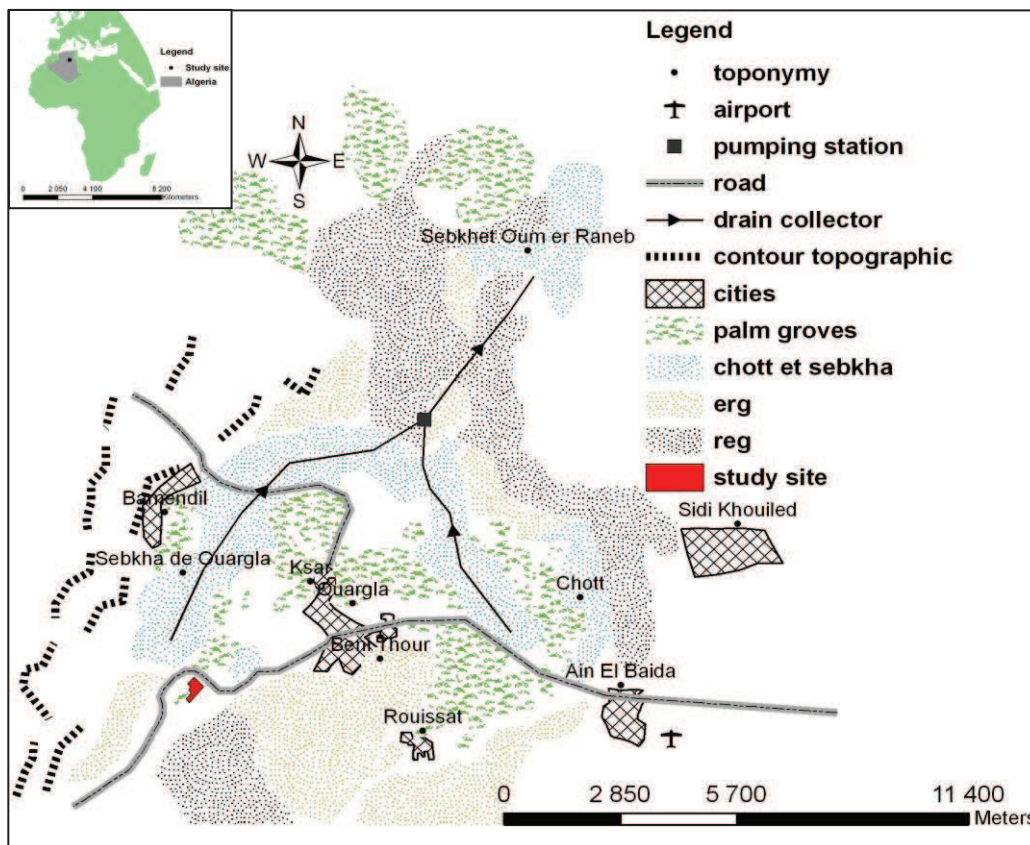 Legend
Study site
Algeria
0 2 050 4 100 8 200
Kilometers
N
W E
S
Legend
toponymy
airport
pumping station
road
drain collector
contour topographic
cities
palm groves
chott et sebkha
erg
reg
study site
Sebkhet Oum er Raneb
Bamendil
Sidi Khouiled
Sebkha de Ouargla
Ksar
Ouargla
Chott
Beni Thour
Ain El Baida
Rouissat
0 2 850 5 700 11 400
Meters